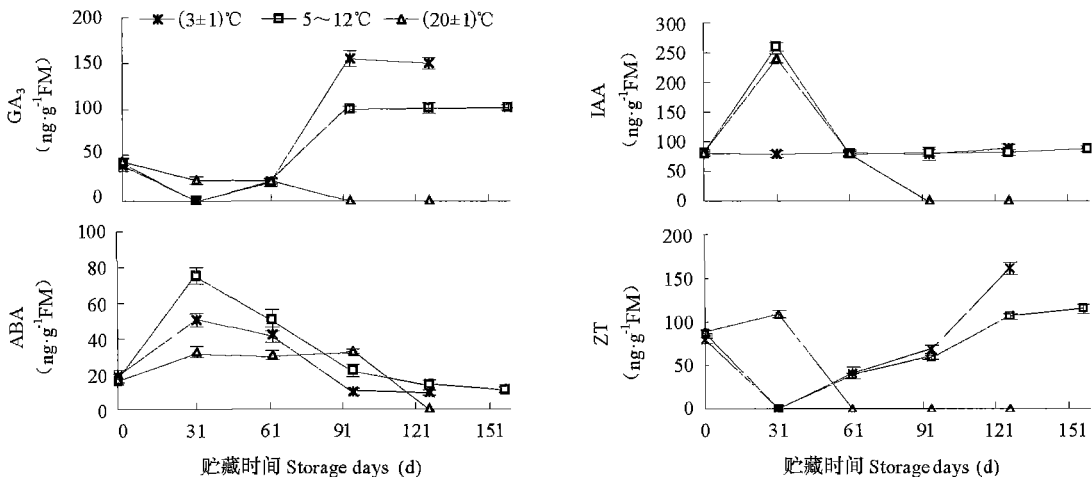 (3±1)℃ 5～12℃ (20±1)℃
GA₃
(ng·g⁻¹FM)
200
150
100
50
0
IAA
(ng·g⁻¹FM)
300
250
200
150
100
50
0
ABA
(ng·g⁻¹FM)
100
80
60
40
20
0
0 31 61 91 121 151
贮藏时间 Storage days (d)
ZT
(ng·g⁻¹FM)
200
150
100
50
0
0 31 61 91 121 151
贮藏时间 Storage days (d)